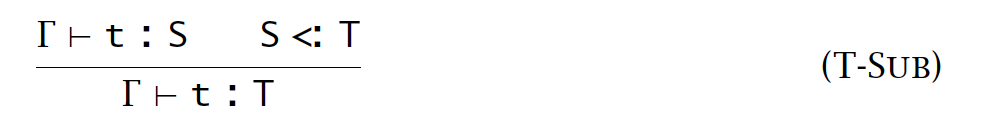 Γ ⊢ t : S S <: T
(T-SUB)
Γ ⊢ t : T